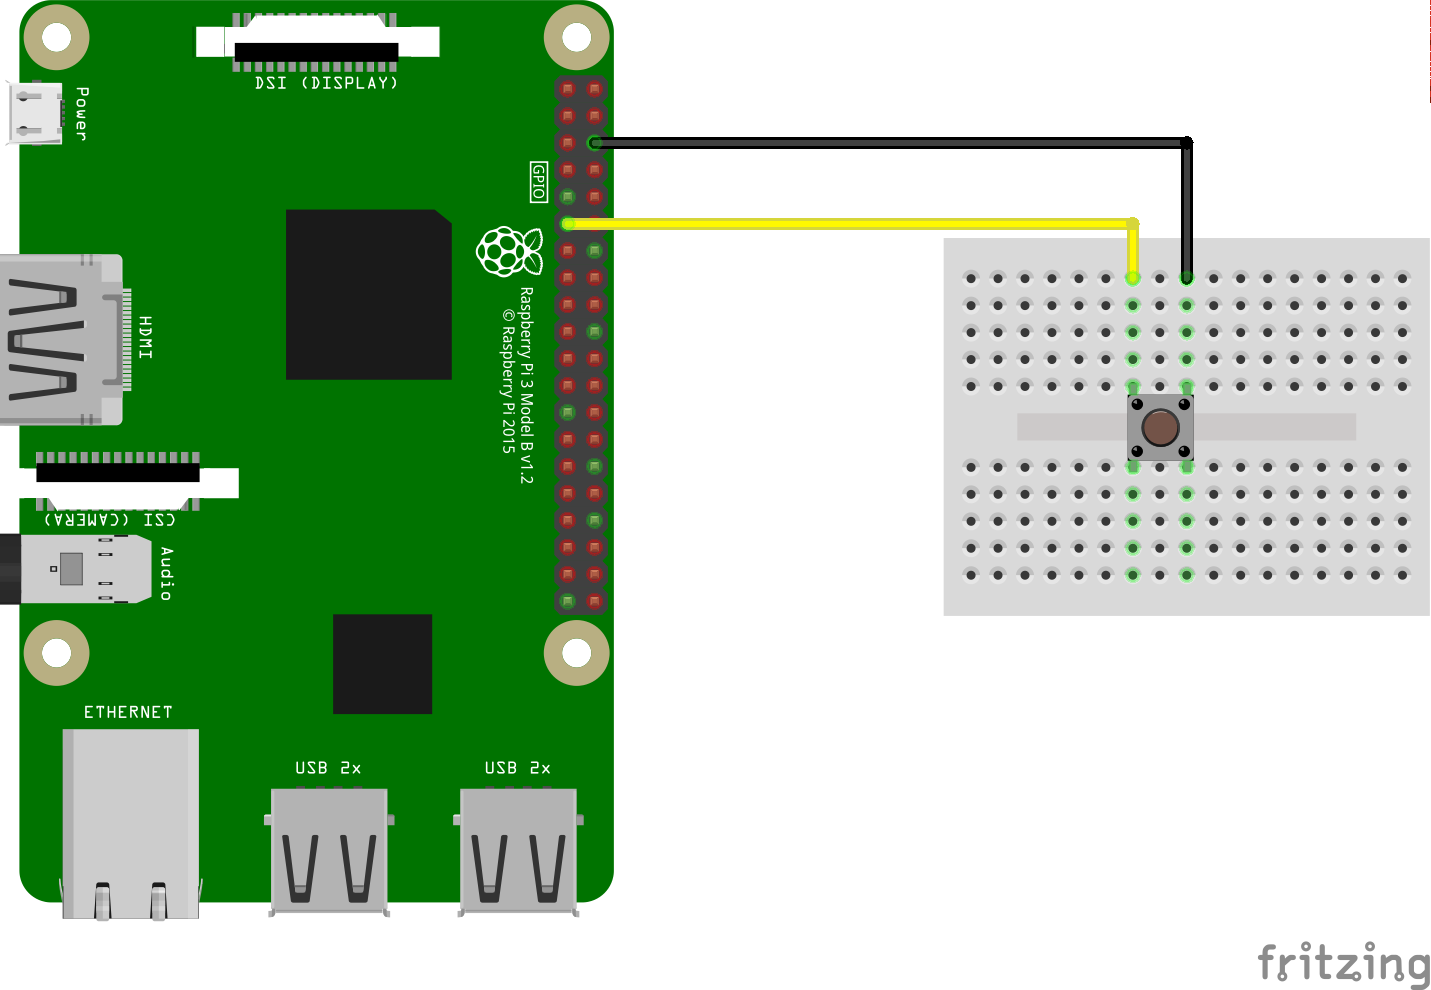 DSI (DISPLAY)
Power
GPIO
HDMI
Raspberry Pi 3 Model B v1.2
© Raspberry Pi 2015
CSI (CAMERA)
Audio
ETHERNET
USB 2x
USB 2x
fritzing